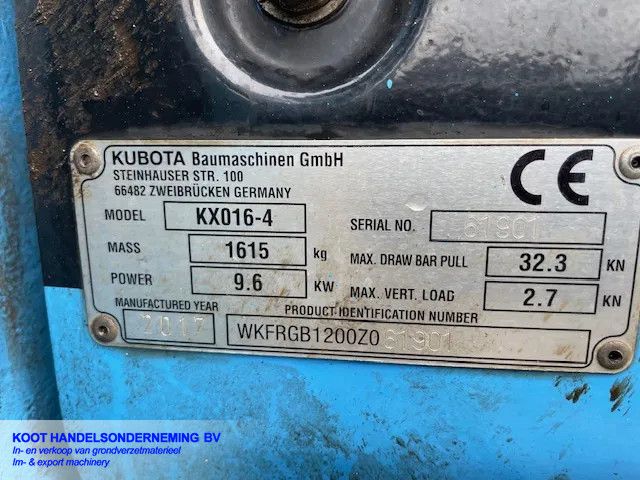 KUBOTA Baumaschinen GmbH
STEINHAUSER STR. 100
66482 ZWEIBRÜCKEN GERMANY
CE
MODEL KX016-4
SERIAL NO. 61901
MASS 1615 kg
MAX. DRAW BAR PULL 32.3 KN
POWER 9.6 KW
MAX. VERT. LOAD 2.7 KN
MANUFACTURED YEAR 2017
PRODUCT IDENTIFICATION NUMBER
WKFRGB1200Z061901
KOOT HANDELSONDERNEMING BV
In- en verkoop van grondverzetmaterieel
Im- & export machinery